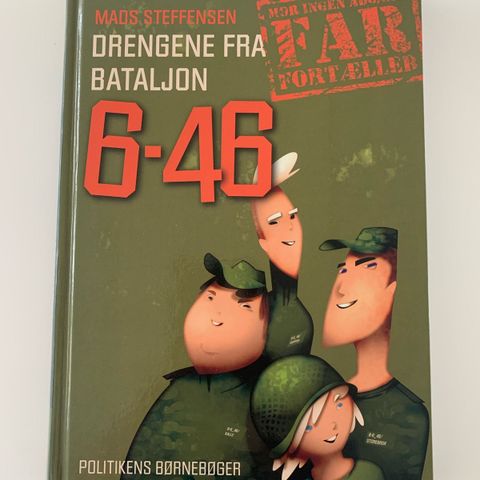 MADS STEFFENSEN
DRENGENE FRA
BATALJON
6-46
FAR
FORTÆLLER
POLITIKENS BØRNEBØGER